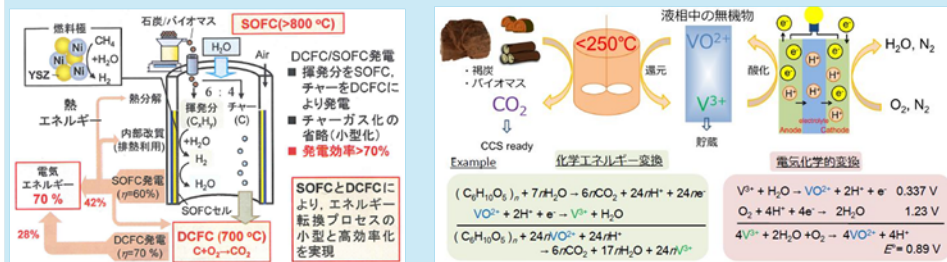 石炭/バイオマス
SOFC(>800 ℃)
燃料極
Ni
Ni
Ni
YSZ
CH4
+H2O
H2
H2O
Air
熱
エネルギー
熱分解
6 : 4
揮発分
(CxHy)
チャー
(C)
内部改質
(排熱利用)
+H2O
H2
H2O
電気
エネルギー
70 %
SOFC発電
(η=60%)
42%
SOFCセル
28%
DCFC発電
(η=70 %)
DCFC (700 ℃)
C+O2→CO2
DCFC/SOFC発電
■ 揮発分をSOFC,
チャーをDCFCに
より発電
■ チャーガス化の
省略(小型化)
■ 発電効率>70%
SOFCとDCFCに
より, エネルギー
転換プロセスの
小型と高効率化
を実現
・褐炭
・バイオマス
CO2
CCS ready
<250℃
還元
液相中の無機物
VO2+
V3+
貯蔵
酸化
e-
e-
e-
e-
e-
e-
H+
H+
H+
H+
H+
electrolyte
Anode
Cathode
H2O, N2
O2, N2
Example
化学エネルギー変換
(C6H10O5)n + 7nH2O → 6nCO2 + 24nH+ + 24ne-
VO2+ + 2H+ + e- → V3+ + H2O
(C6H10O5)n + 24nVO2+ + 24nH+
→ 6nCO2 + 17nH2O + 24nV3+
電気化学的変換
V3+ + H2O → VO2+ + 2H+ + e- 0.337 V
O2 + 4H+ + 4e- → 2H2O 1.23 V
4V3+ + 2H2O +O2 → 4VO2+ + 4H+
E°= 0.89 V